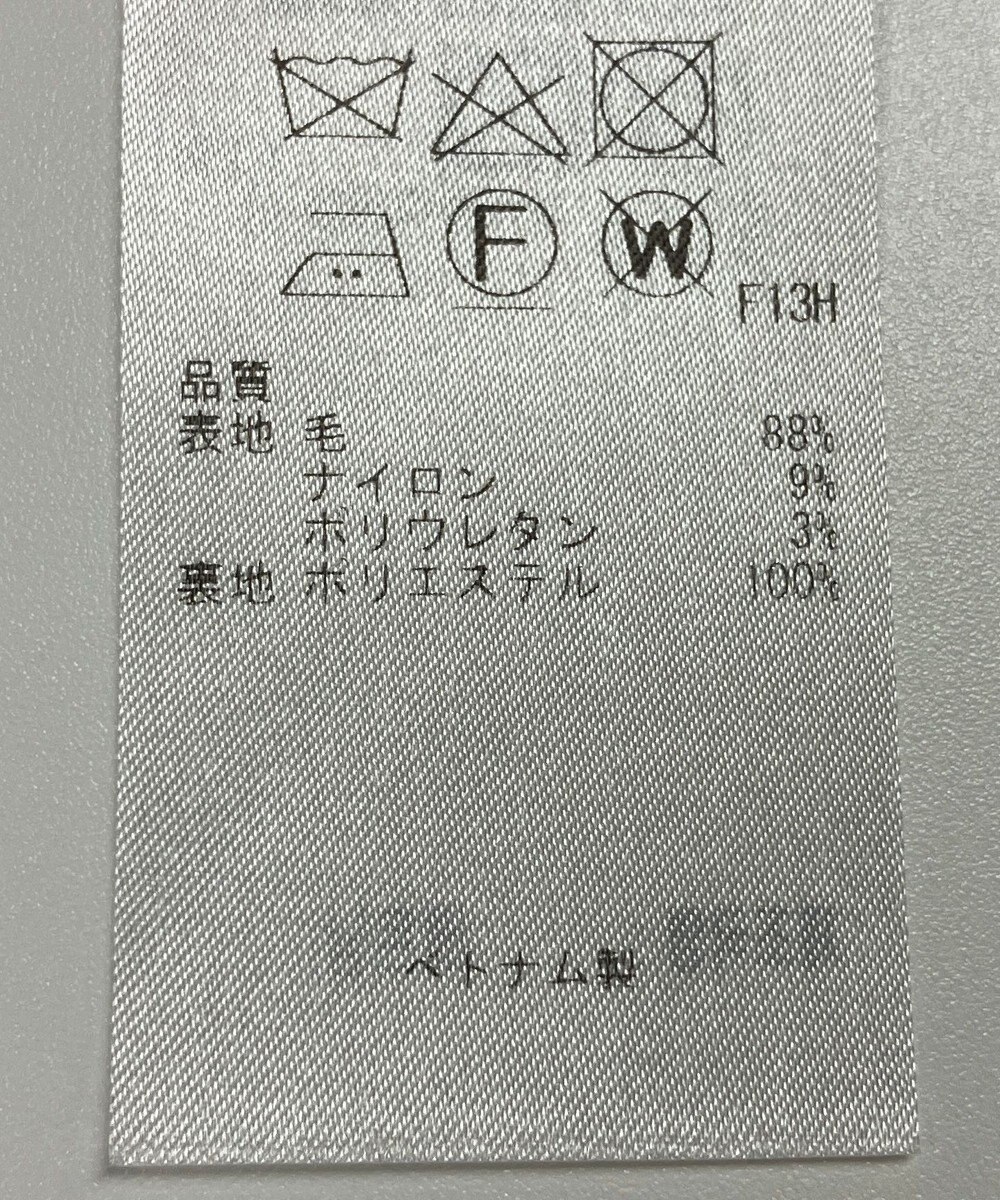 F W
F13H
品質
表地 毛 88%
ナイロン 9%
ポリウレタン 3%
裏地 ポリエステル 100%
ベトナム製